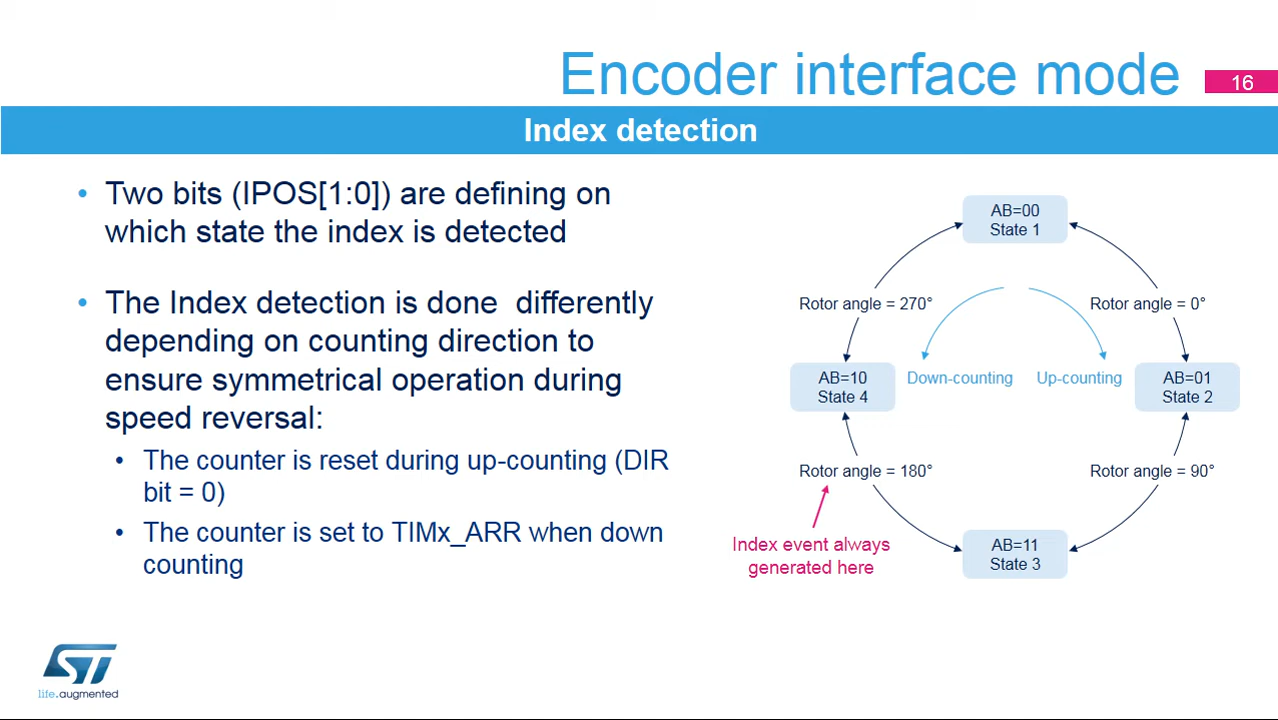 Encoder interface mode
16
Index detection
• Two bits (IPOS[1:0]) are defining on
which state the index is detected
• The Index detection is done  differently
depending on counting direction to
ensure symmetrical operation during
speed reversal:
• The counter is reset during up-counting (DIR
bit = 0)
• The counter is set to TIMx_ARR when down
counting
AB=00
State 1
Rotor angle = 270°
Rotor angle = 0°
AB=10
State 4
Down-counting
Up-counting
AB=01
State 2
Rotor angle = 180°
Rotor angle = 90°
Index event always
generated here
AB=11
State 3
ST
life.augmented